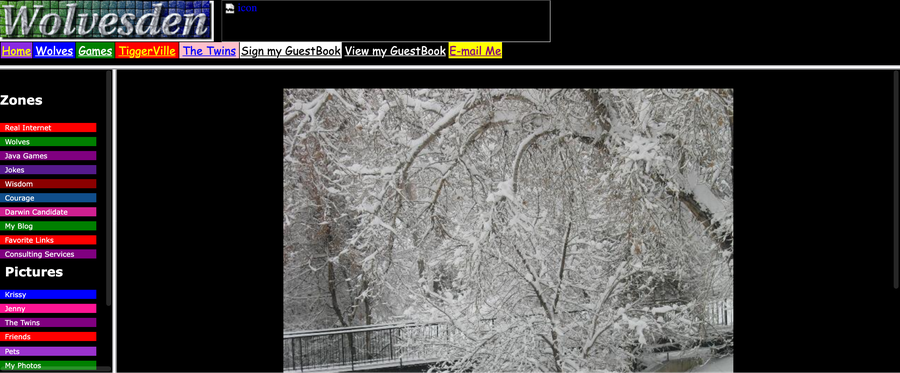 Wolvesden
icnn
Home Wolves Games TiggerVille The Twins Sign my GuestBook View my GuestBook E-mail Me
Zones
Real Internet
Wolves
Java Games
Jokes
Wisdom
Courage
Darwin Candidate
My Blog
Favorite Links
Consulting Services
Pictures
Krissy
Jenny
The Twins
Friends
Pets
My Photos